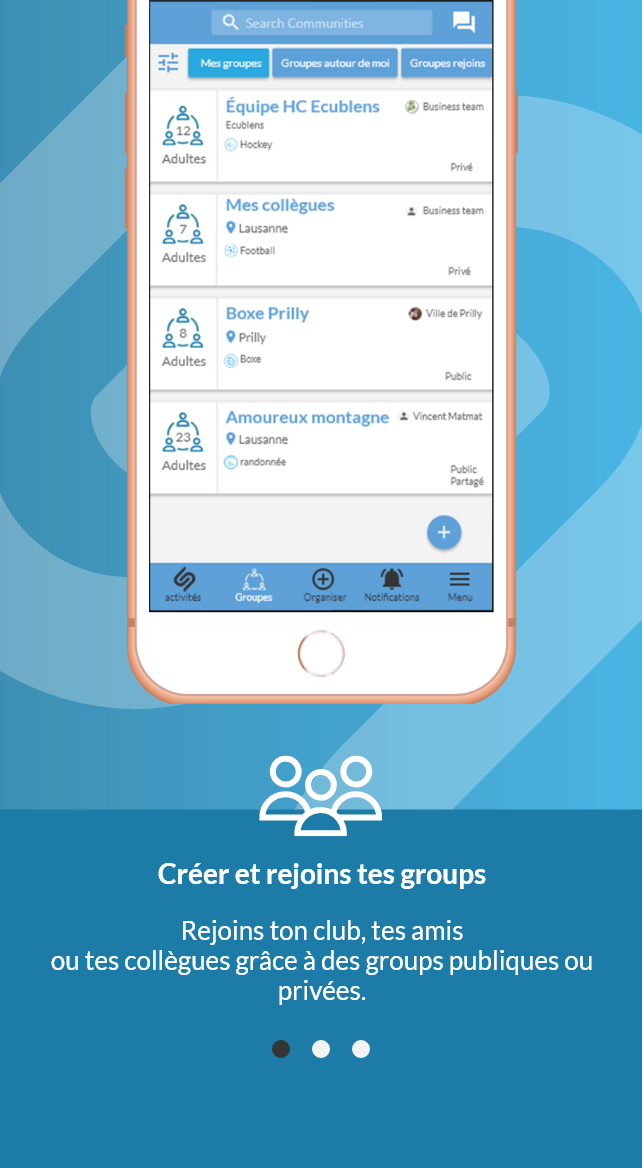 Search Communities
Mes groupes
Groupes autour de moi
Groupes rejoins
12
Adultes
Équipe HC Ecublens
Business team
Ecublens
Hockey
Privé
7
Adultes
Mes collègues
Business team
Lausanne
Football
Privé
8
Adultes
Boxe Prilly
Ville de Prilly
Prilly
Boxe
Public
23
Adultes
Amoureux montagne
Vincent Matmat
Lausanne
randonnée
Public
Partagé
activités
Groupes
Organiser
Notifications
Menu
Créer et rejoins tes groups
Rejoins ton club, tes amis
ou tes collègues grâce à des groups publiques ou
privées.